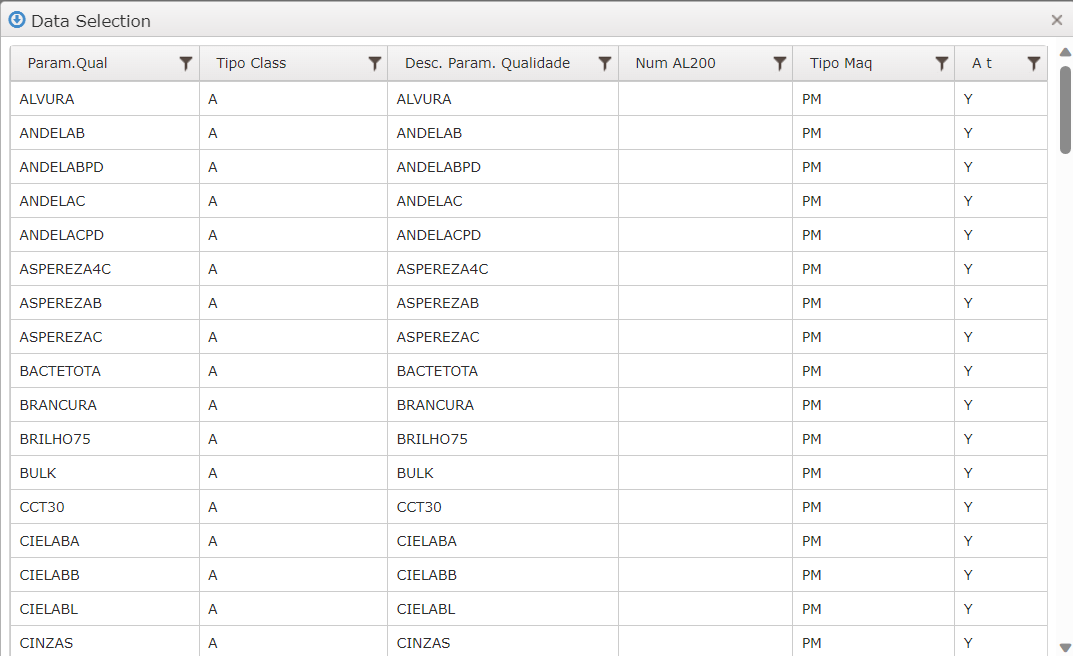 Data Selection
Param.Qual Tipo Class Desc. Param. Qualidade Num AL200 Tipo Maq A t
ALVURA A ALVURA PM Y
ANDELAB A ANDELAB PM Y
ANDELABPD A ANDELABPD PM Y
ANDELAC A ANDELAC PM Y
ANDELACPD A ANDELACPD PM Y
ASPEREZA4C A ASPEREZA4C PM Y
ASPEREZAB A ASPEREZAB PM Y
ASPEREZAC A ASPEREZAC PM Y
BACTETOTA A BACTETOTA PM Y
BRANCURA A BRANCURA PM Y
BRILHO75 A BRILHO75 PM Y
BULK A BULK PM Y
CCT30 A CCT30 PM Y
CIELABA A CIELABA PM Y
CIELABB A CIELABB PM Y
CIELABL A CIELABL PM Y
CINZAS A CINZAS PM Y